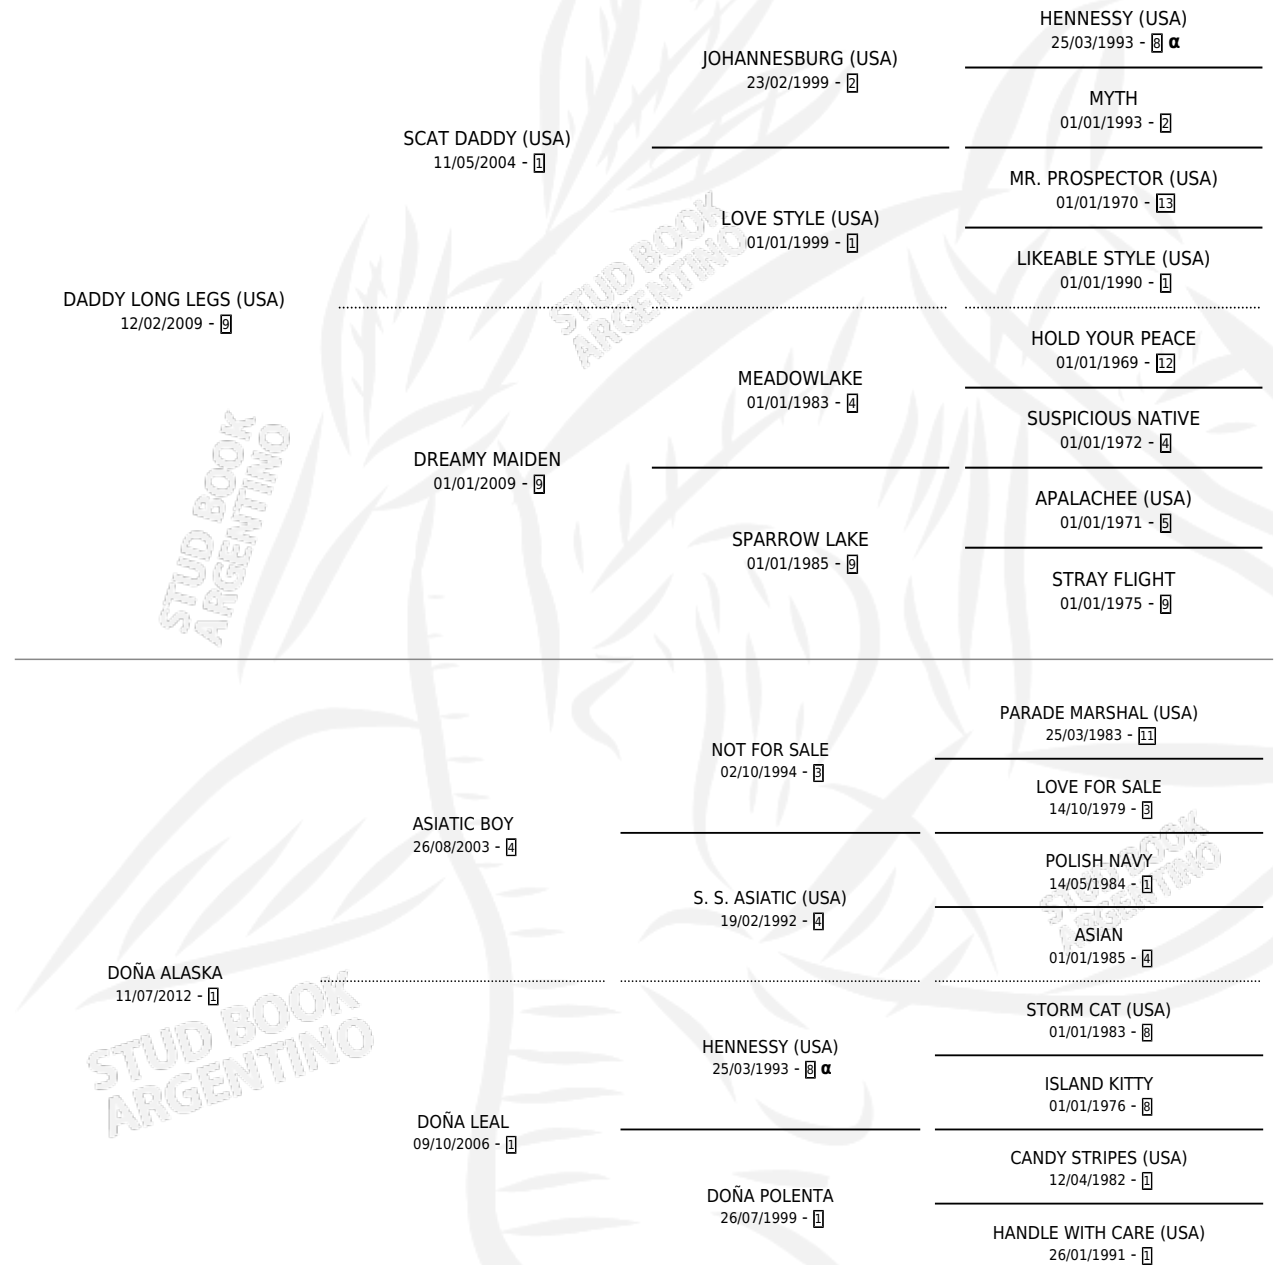 HENNESSY (USA)
25/03/1993 - 8 α
JOHANNESBURG (USA)
23/02/1999 - 2
MYTH
01/01/1993 - 2
SCAT DADDY (USA)
11/05/2004 - 1
MR. PROSPECTOR (USA)
01/01/1970 - 13
LOVE STYLE (USA)
01/01/1999 - 1
LIKEABLE STYLE (USA)
01/01/1990 - 1
DADDY LONG LEGS (USA)
12/02/2009 - 9
HOLD YOUR PEACE
01/01/1969 - 12
MEADOWLAKE
01/01/1983 - 4
SUSPICIOUS NATIVE
01/01/1972 - 4
DREAMY MAIDEN
01/01/2009 - 9
APALACHEE (USA)
01/01/1971 - 5
SPARROW LAKE
01/01/1985 - 9
STRAY FLIGHT
01/01/1975 - 9
STUD BOOK
ARGENTINO
STUD BOOK
ARGENTINO
PARADE MARSHAL (USA)
25/03/1983 - 11
NOT FOR SALE
02/10/1994 - 3
LOVE FOR SALE
14/10/1979 - 3
ASIATIC BOY
26/08/2003 - 4
POLISH NAVY
14/05/1984 - 1
S. S. ASIATIC (USA)
19/02/1992 - 4
ASIAN
01/01/1985 - 4
DOÑA ALASKA
11/07/2012 - 1
STORM CAT (USA)
01/01/1983 - 8
HENNESSY (USA)
25/03/1993 - 8 α
ISLAND KITTY
01/01/1976 - 8
DOÑA LEAL
09/10/2006 - 1
CANDY STRIPES (USA)
12/04/1982 - 1
DOÑA POLENTA
26/07/1999 - 1
HANDLE WITH CARE (USA)
26/01/1991 - 1
STUD BOOK
ARGENTINO
STUD BOOK
ARGENTINO